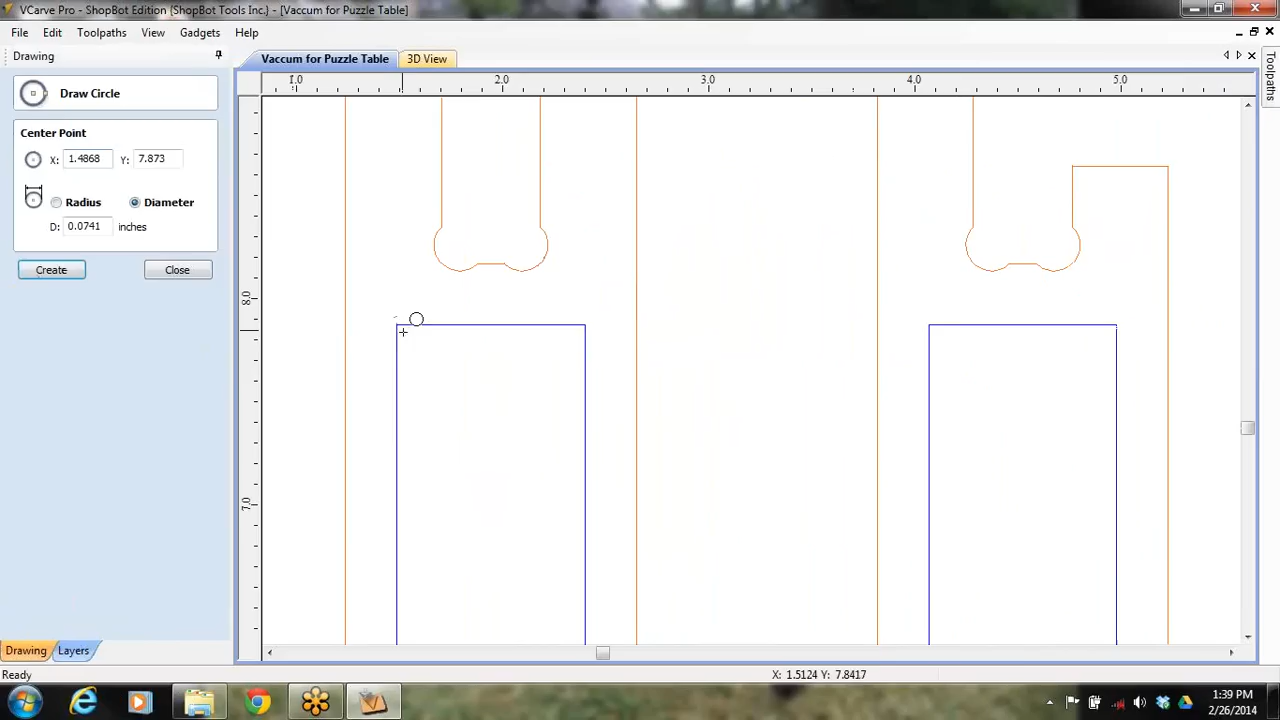 VCarve Pro - ShopBot Edition {ShopBot Tools Inc.} - [Vaccum for Puzzle Table]
File Edit Toolpaths View Gadgets Help
Drawing
Vaccum for Puzzle Table
3D View
Toolpaths
1.0 2.0 3.0 4.0 5.0
Draw Circle
Center Point
X: 1.4868 Y: 7.873
Radius Diameter
D: 0.0741 inches
Create Close
8.0
7.0
Drawing Layers
Ready
X: 1.5124 Y: 7.8417
1:39 PM
2/26/2014